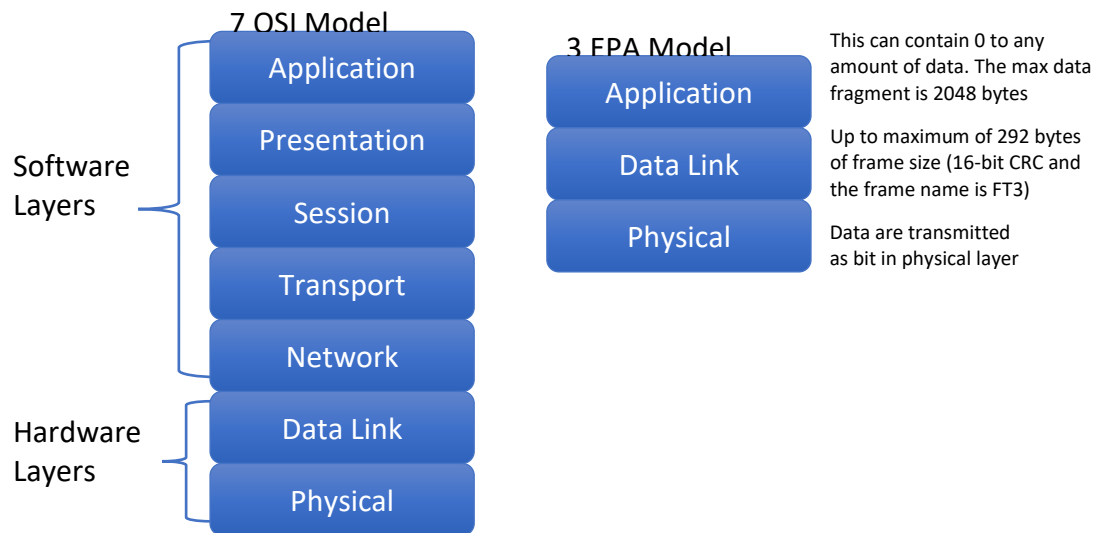 7 OSI Model
Application
Presentation
Session
Transport
Network
Data Link
Physical
Software
Layers
Hardware
Layers
3 EPA Model
Application
Data Link
Physical
This can contain 0 to any
amount of data. The max data
fragment is 2048 bytes
Up to maximum of 292 bytes
of frame size (16-bit CRC and
the frame name is FT3)
Data are transmitted
as bit in physical layer